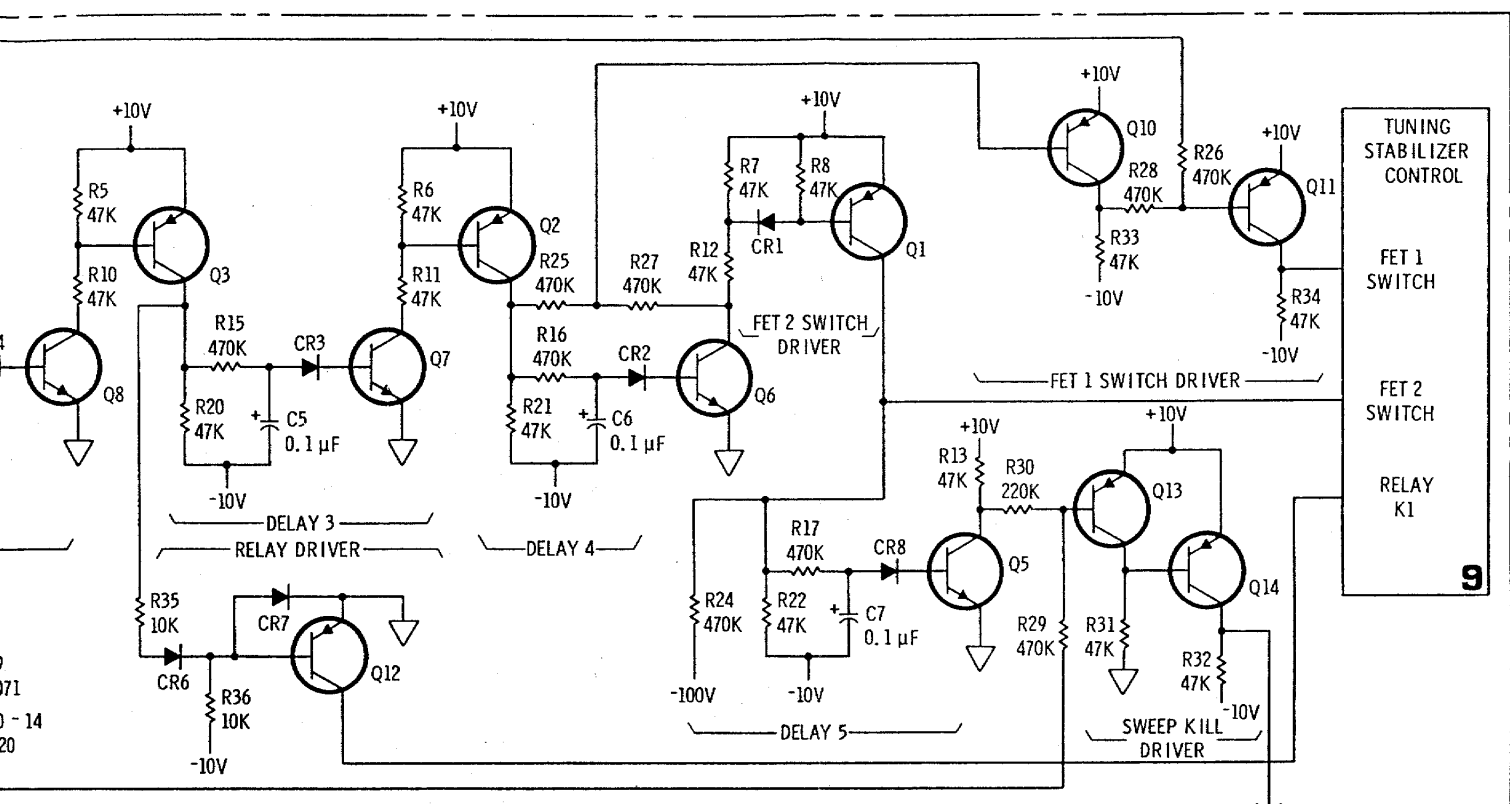 +10V
R5
47K
Q3
R10
47K
4
Q8
R15
470K
CR3
R20
47K
+
C5
0.1 µF
-10V
DELAY 3
+10V
R6
47K
Q2
R11
47K
Q7
R25
470K
R27
470K
R16
470K
CR2
R21
47K
+
C6
0.1 µF
-10V
DELAY 4
+10V
R7
47K
R8
47K
CR1
Q1
R12
47K
FET 2 SWITCH
DRIVER
Q6
+10V
Q10
R28
470K
R26
470K
R33
47K
-10V
+10V
Q11
R34
47K
-10V
FET 1 SWITCH DRIVER
TUNING
STABILIZER
CONTROL
FET 1
SWITCH
FET 2
SWITCH
RELAY
K1
9
RELAY DRIVER
R35
10K
CR6
CR7
R36
10K
Q12
-10V
R24
470K
-100V
R17
470K
CR8
R22
47K
+
C7
0.1 µF
-10V
DELAY 5
+10V
R13
47K
R30
220K
Q5
R29
470K
+10V
Q13
Q14
R31
47K
R32
47K
-10V
SWEEP KILL
DRIVER
9
071
0 - 14
20